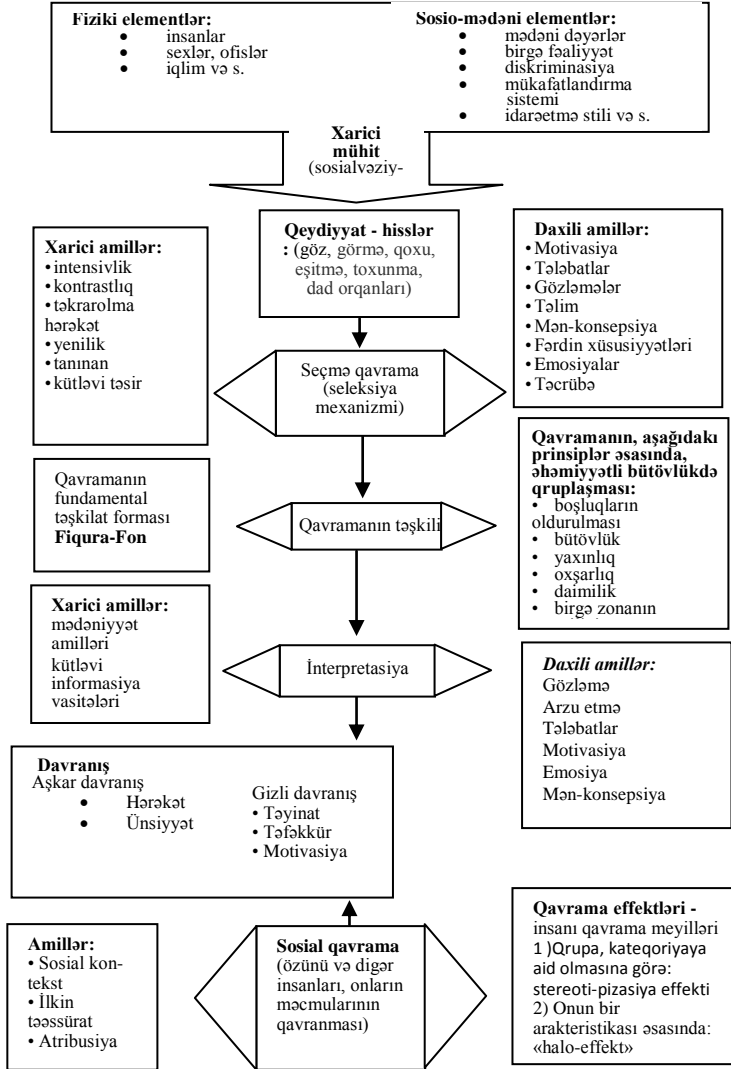 Fiziki elementlər:
• insanlar
• sexlər, ofislər
• iqlim və s.
Sosio-mədəni elementlər:
• mədəni dəyərlər
• birgə fəaliyyət
• diskriminasiya
• mükafatlandırma
sistemi
• idarəetmə stili və s.
Xarici
mühit
(sosialvəziy-
Qeydiyyat - hisslər
: (göz, görmə, qoxu,
eşitmə, toxunma,
dad orqanları)
Xarici amillər:
• intensivlik
• kontrastlıq
• təkrarolma
hərəkət
• yenilik
• tanınan
• kütləvi təsir
Daxili amillər:
• Motivasiya
• Tələbatlar
• Gözləmələr
• Təlim
• Mən-konsepsiya
• Fərdin xüsusiyyətləri
• Emosiyalar
• Təcrübə
Seçmə qavrama
(seleksiya
mexanizmi)
Qavramanın
fundamental
təşkilat forması
Fiqura-Fon
Qavramanın təşkili
Qavramanın, aşağıdakı
prinsiplər əsasında,
əhəmiyyətli bütövlükdə
qruplaşması:
• boşluqların
oldurulması
• bütövlük
• yaxınlıq
• oxşarlıq
• daimilik
• birgə zonanın
Xarici amillər:
mədəniyyət
amilləri
kütləvi
informasiya
vasitələri
İnterpretasiya
Daxili amillər:
Gözləmə
Arzu etmə
Tələbatlar
Motivasiya
Emosiya
Mən-konsepsiya
Davranış
Aşkar davranış
• Hərəkət
• Ünsiyyət
Gizli davranış
• Təyinat
• Təfəkkür
• Motivasiya
Amillər:
• Sosial kon-
tekst
• İlkin
təəssürat
• Atribusiya
Sosial qavrama
(özünü və digər
insanları, onların
məcmularının
qavranması)
Qavrama effektləri -
insanı qavrama meyilləri
1 )Qrupa, kateqoriyaya
aid olmasına görə:
stereoti-pizasiya effekti
2) Onun bir
arakteristikası əsasında:
«halo-effekt»